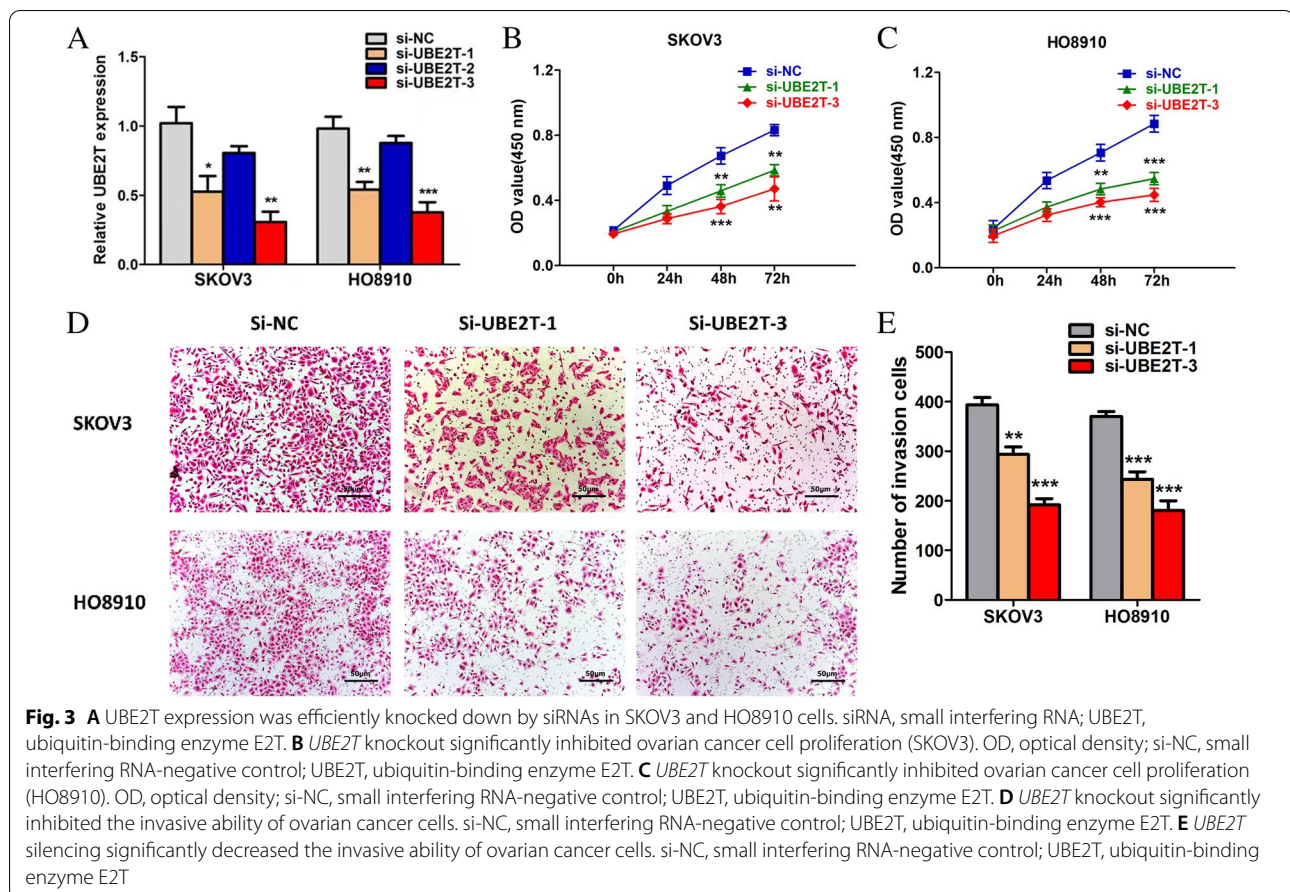 A
si-NC
si-UBE2T-1
si-UBE2T-2
si-UBE2T-3
Relative UBE2T expression
1.5
1.0
0.5
0.0
*
**
**
***
SKOV3
HO8910
B
SKOV3
si-NC
si-UBE2T-1
si-UBE2T-3
OD value(450 nm)
1.2
0.8
0.4
0.0
**
***
**
**
0h
24h
48h
72h
C
HO8910
si-NC
si-UBE2T-1
si-UBE2T-3
OD value(450 nm)
1.2
0.8
0.4
0.0
**
***
***
***
0h
24h
48h
72h
D
Si-NC
Si-UBE2T-1
Si-UBE2T-3
SKOV3
50μm
50μm
50μm
HO8910
50μm
50μm
50μm
E
si-NC
si-UBE2T-1
si-UBE2T-3
Number of invasion cells
500
400
300
200
100
0
**
***
***
***
SKOV3
HO8910
Fig. 3 A UBE2T expression was efficiently knocked down by siRNAs in SKOV3 and HO8910 cells. siRNA, small interfering RNA; UBE2T,
ubiquitin-binding enzyme E2T. B UBE2T knockout significantly inhibited ovarian cancer cell proliferation (SKOV3). OD, optical density; si-NC, small
interfering RNA-negative control; UBE2T, ubiquitin-binding enzyme E2T. C UBE2T knockout significantly inhibited ovarian cancer cell proliferation
(HO8910). OD, optical density; si-NC, small interfering RNA-negative control; UBE2T, ubiquitin-binding enzyme E2T. D UBE2T knockout significantly
inhibited the invasive ability of ovarian cancer cells. si-NC, small interfering RNA-negative control; UBE2T, ubiquitin-binding enzyme E2T. E UBE2T
silencing significantly decreased the invasive ability of ovarian cancer cells. si-NC, small interfering RNA-negative control; UBE2T, ubiquitin-binding
enzyme E2T